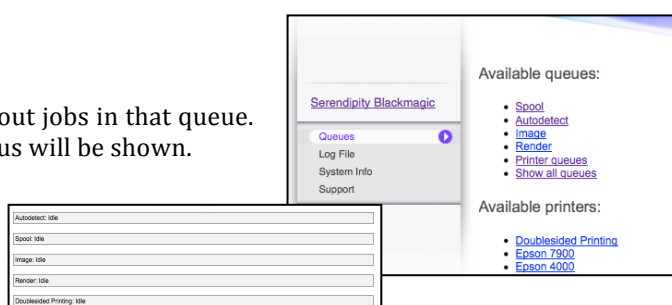 out jobs in that queue.
us will be shown.
Serendipity Blackmagic
Queues
Log File
System Info
Support
Available queues:
Spool
Autodetect
Image
Render
Printer queues
Show all queues
Available printers:
Doublesided Printing
Epson 7900
Epson 4000
Autodetect: Idle
Spool: Idle
Image: Idle
Render: Idle
Doublesided Printing: Idle